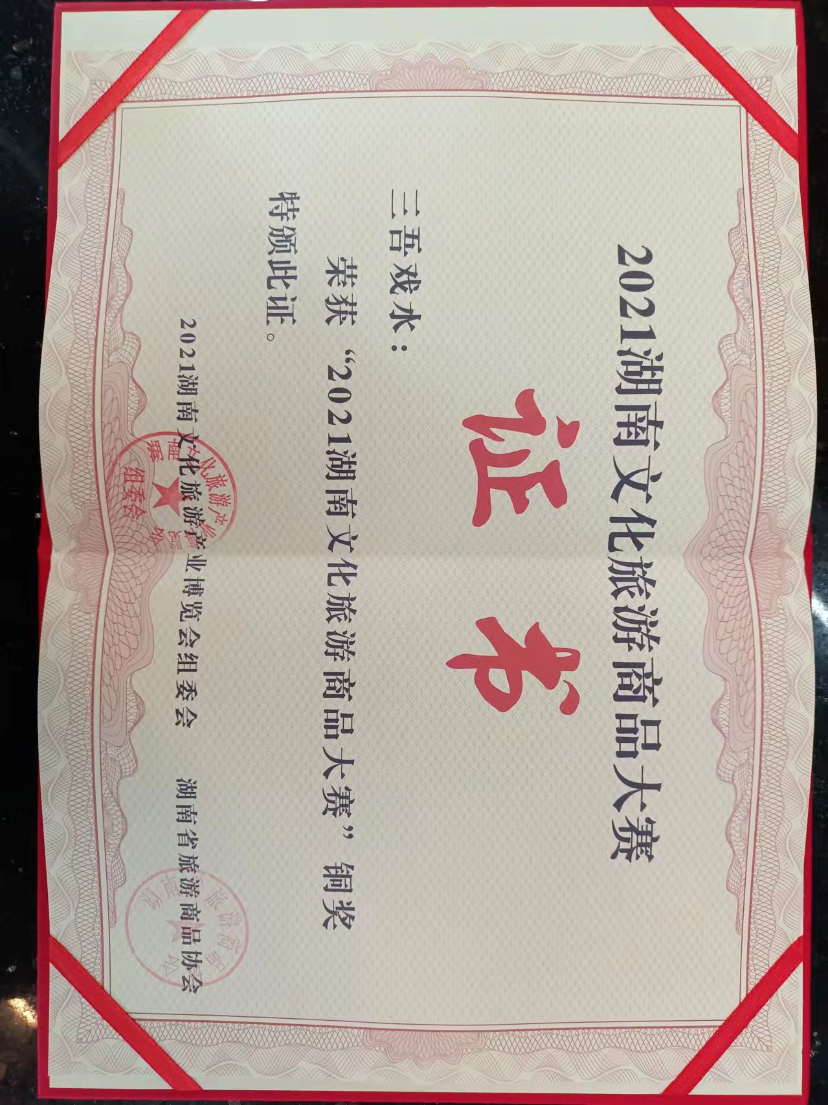 2021湖南文化旅游商品大赛
证书
三吾戏水：
荣获“2021湖南文化旅游商品大赛”铜奖
特颁此证。
2021湖南文化旅游产业博览会组委会 湖南省旅游商品协会
组委会